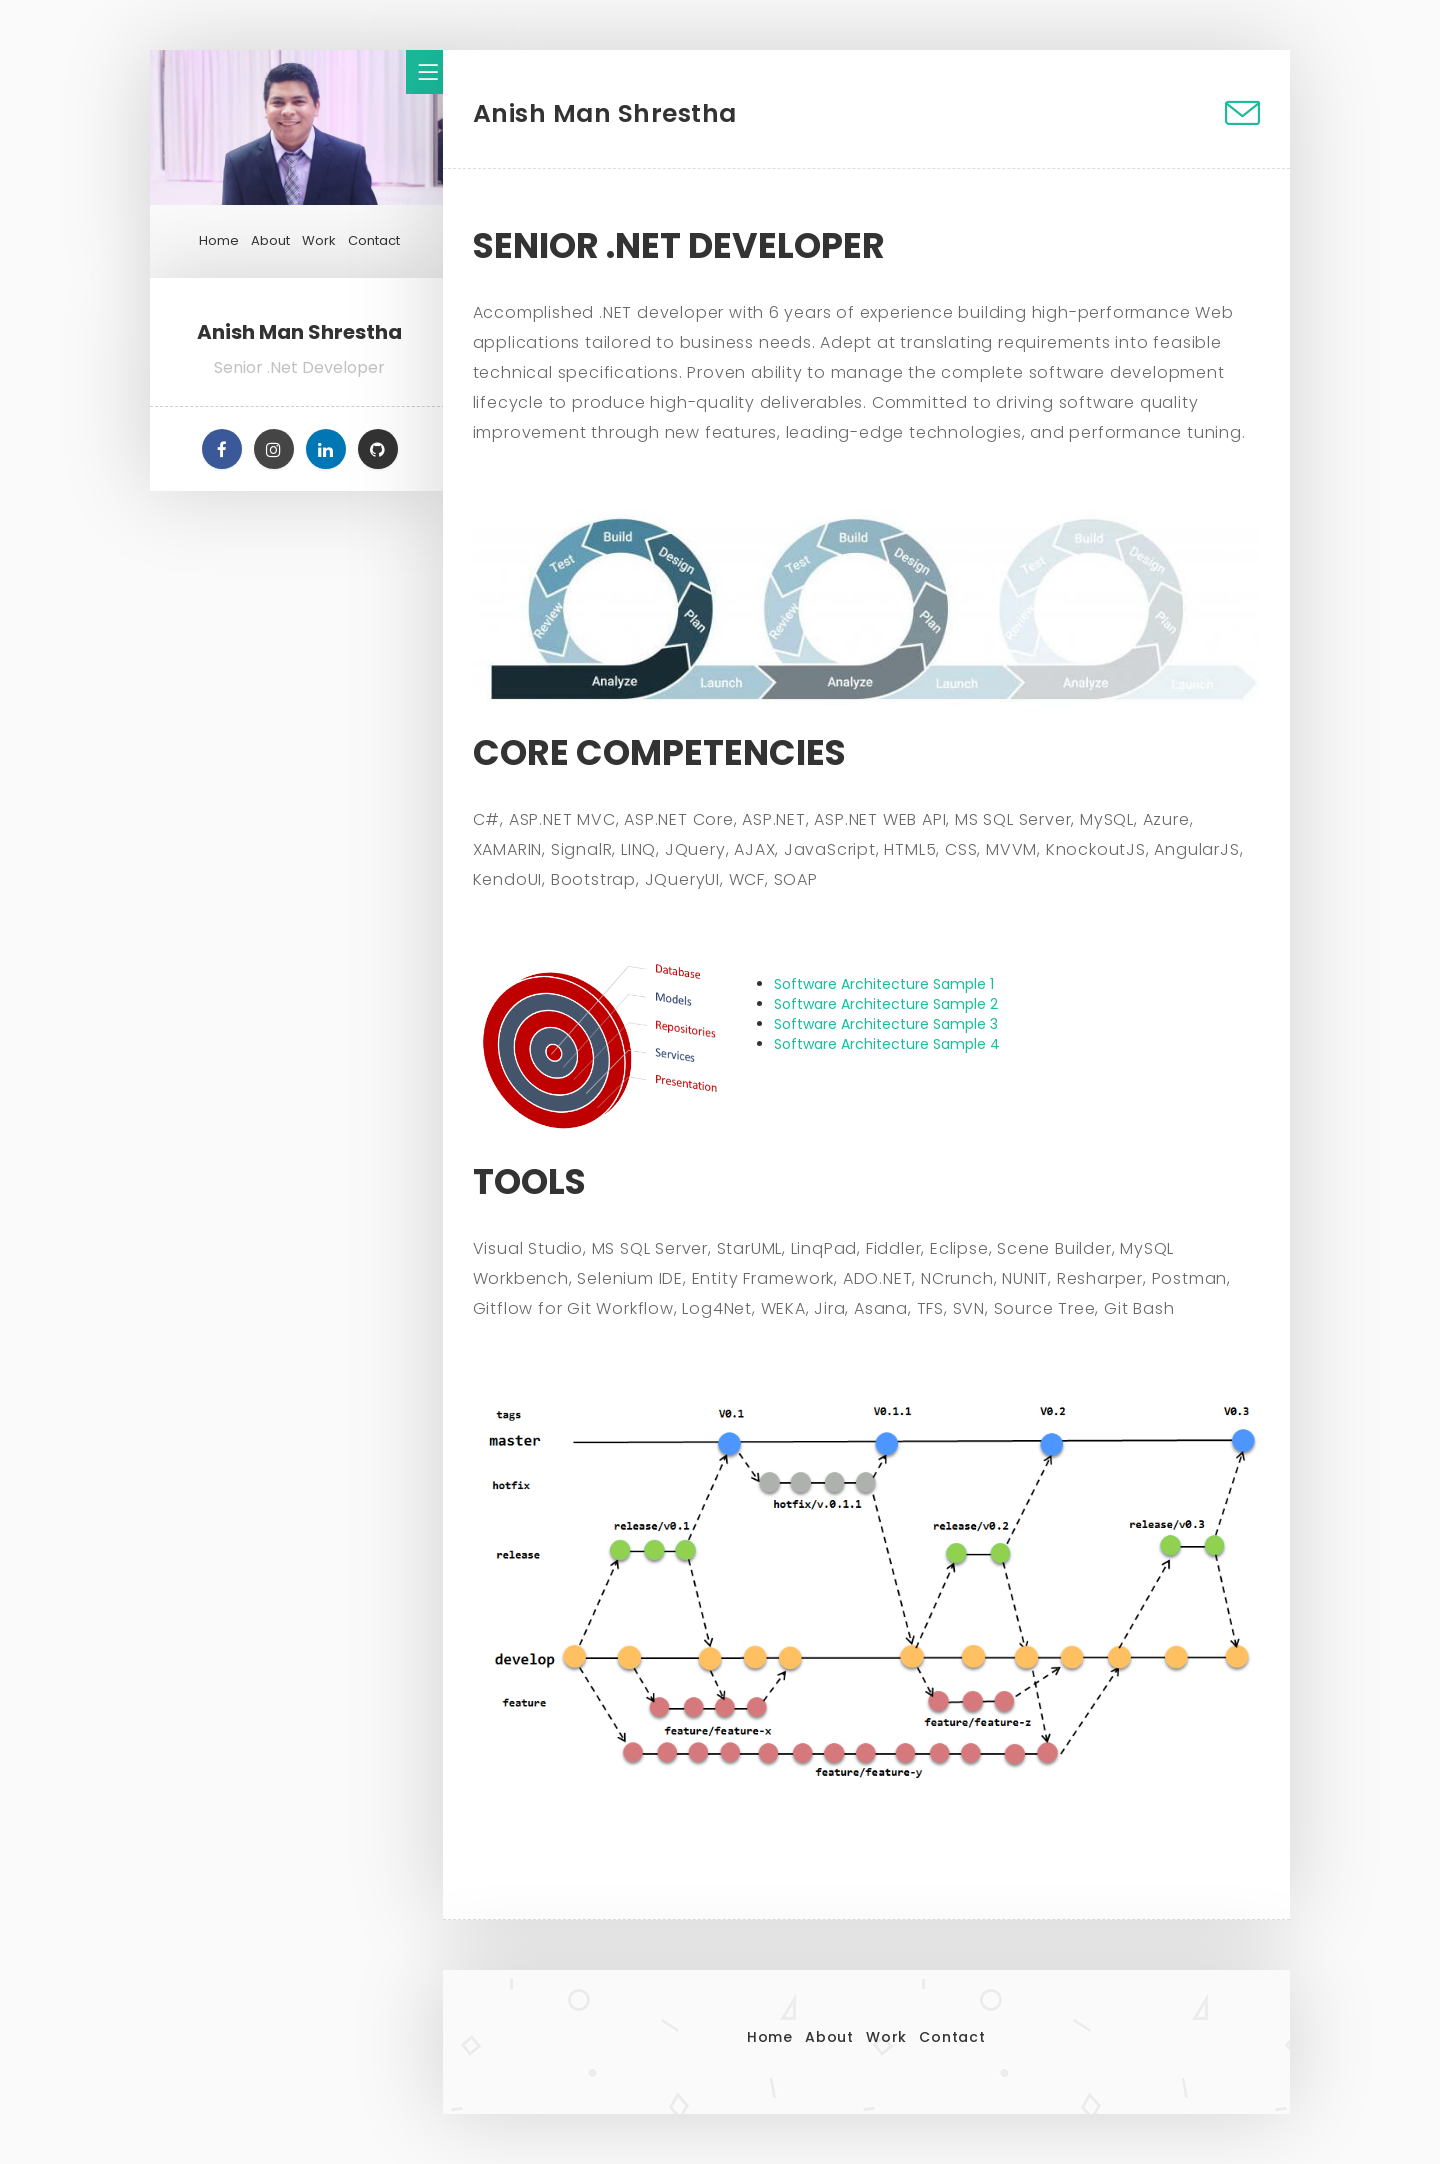 Home About Work Contact
Anish Man Shrestha
Senior .Net Developer
Anish Man Shrestha
SENIOR .NET DEVELOPER
Accomplished .NET developer with 6 years of experience building high-performance Web
applications tailored to business needs. Adept at translating requirements into feasible
technical specifications. Proven ability to manage the complete software development
lifecycle to produce high-quality deliverables. Committed to driving software quality
improvement through new features, leading-edge technologies, and performance tuning.
Build
Test
Design
Review
Plan
Analyze
Launch
Build
Test
Design
Review
Plan
Analyze
Launch
Build
Test
Design
Review
Plan
Analyze
Launch
CORE COMPETENCIES
C#, ASP.NET MVC, ASP.NET Core, ASP.NET, ASP.NET WEB API, MS SQL Server, MySQL, Azure,
XAMARIN, SignalR, LINQ, JQuery, AJAX, JavaScript, HTML5, CSS, MVVM, KnockoutJS, AngularJS,
KendoUI, Bootstrap, JQueryUI, WCF, SOAP
Database
Models
Repositories
Services
Presentation
Software Architecture Sample 1
Software Architecture Sample 2
Software Architecture Sample 3
Software Architecture Sample 4
TOOLS
Visual Studio, MS SQL Server, StarUML, LinqPad, Fiddler, Eclipse, Scene Builder, MySQL
Workbench, Selenium IDE, Entity Framework, ADO.NET, NCrunch, NUNIT, Resharper, Postman,
Gitflow for Git Workflow, Log4Net, WEKA, Jira, Asana, TFS, SVN, Source Tree, Git Bash
tags V0.1 V0.1.1 V0.2 V0.3
master
hotfix
hotfix/v.0.1.1
release/v0.1 release/v0.2 release/v0.3
release
develop
feature
feature/feature-x feature/feature-z
feature/feature-y
Home About Work Contact